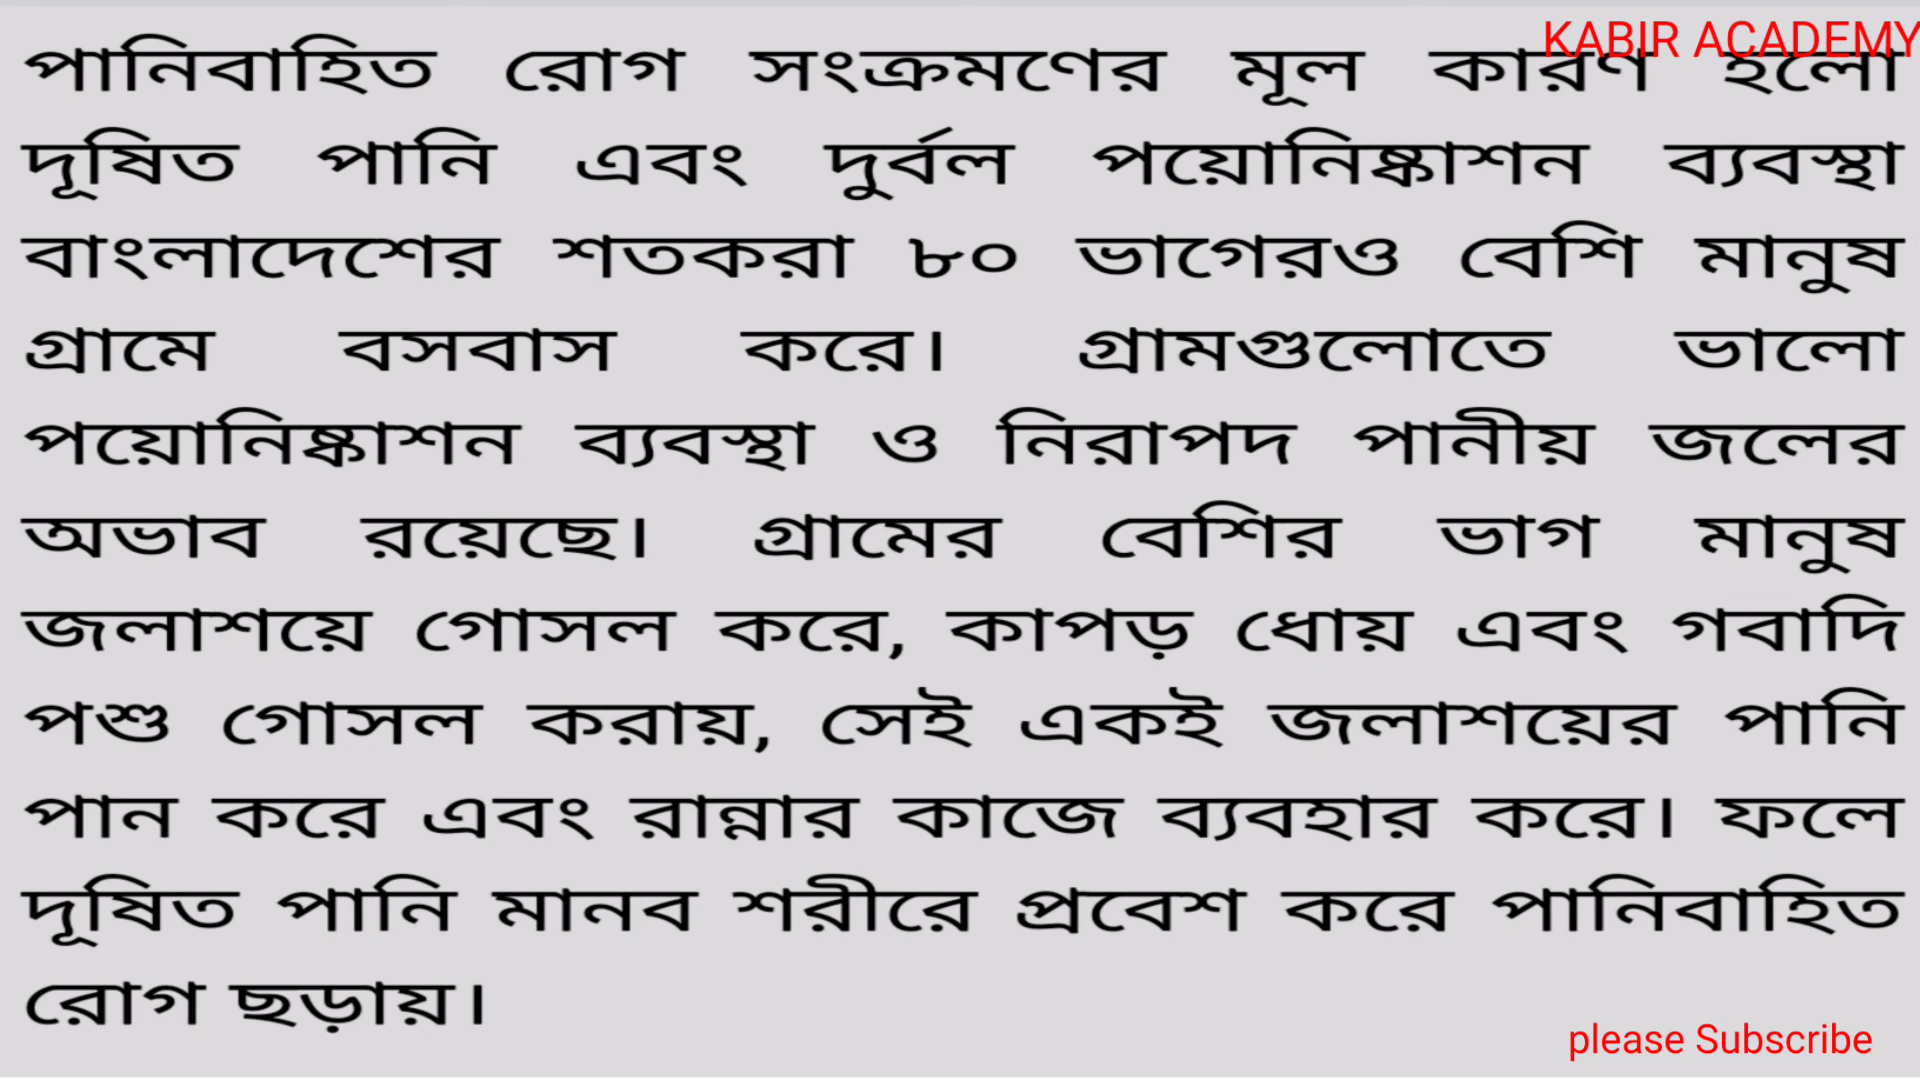 KABIR ACADEMY
পানিবাহিত রোগ সংক্রমণের মূল কারণ হলো
দূষিত পানি এবং দুর্বল পয়োনিষ্কাশন ব্যবস্থা
বাংলাদেশের শতকরা ৮০ ভাগেরও বেশি মানুষ
গ্রামে বসবাস করে। গ্রামগুলোতে ভালো
পয়োনিষ্কাশন ব্যবস্থা ও নিরাপদ পানীয় জলের
অভাব রয়েছে। গ্রামের বেশির ভাগ মানুষ
জলাশয়ে গোসল করে, কাপড় ধোয় এবং গবাদি
পশু গোসল করায়, সেই একই জলাশয়ের পানি
পান করে এবং রান্নার কাজে ব্যবহার করে। ফলে
দূষিত পানি মানব শরীরে প্রবেশ করে পানিবাহিত
রোগ ছড়ায়।
please Subscribe